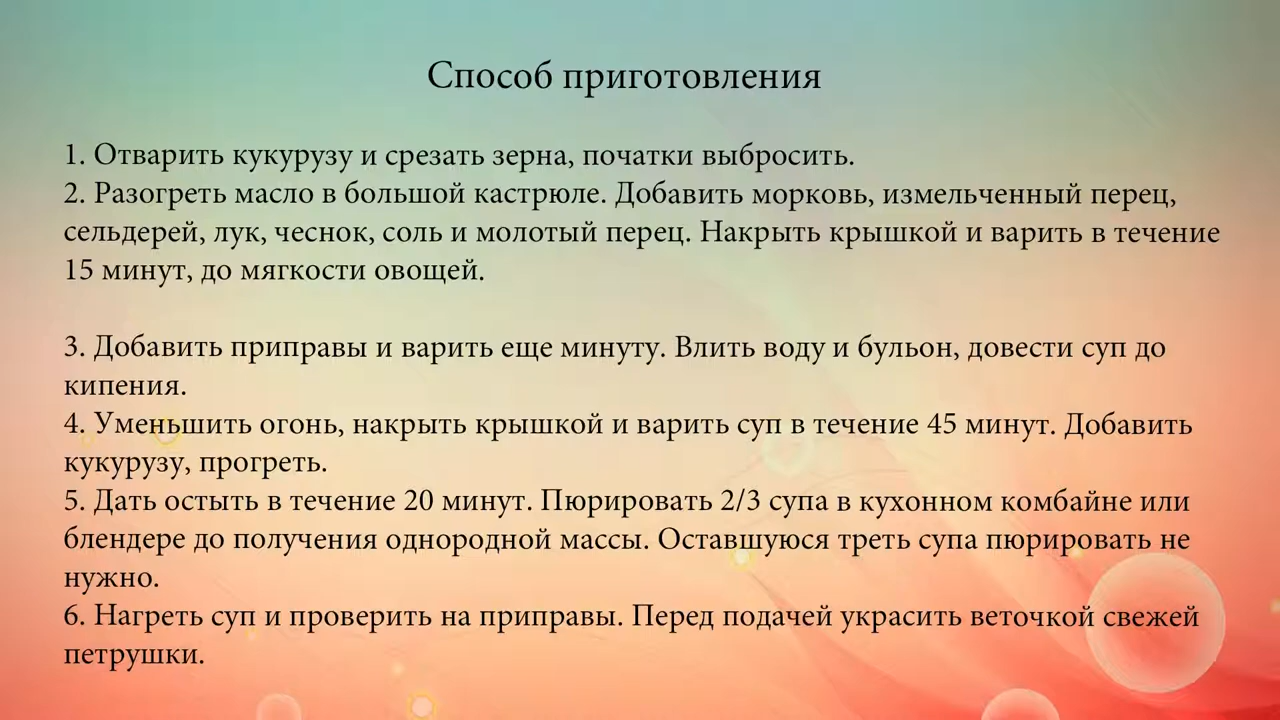 Способ приготовления
1. Отварить кукурузу и срезать зерна, початки выбросить.
2. Разогреть масло в большой кастрюле. Добавить морковь, измельченный перец,
сельдерей, лук, чеснок, соль и молотый перец. Накрыть крышкой и варить в течение
15 минут, до мягкости овощей.
3. Добавить приправы и варить еще минуту. Влить воду и бульон, довести суп до
кипения.
4. Уменьшить огонь, накрыть крышкой и варить суп в течение 45 минут. Добавить
кукурузу, прогреть.
5. Дать остыть в течение 20 минут. Пюрировать 2/3 супа в кухонном комбайне или
блендере до получения однородной массы. Оставшуюся треть супа пюрировать не
нужно.
6. Нагреть суп и проверить на приправы. Перед подачей украсить веточкой свежей
петрушки.